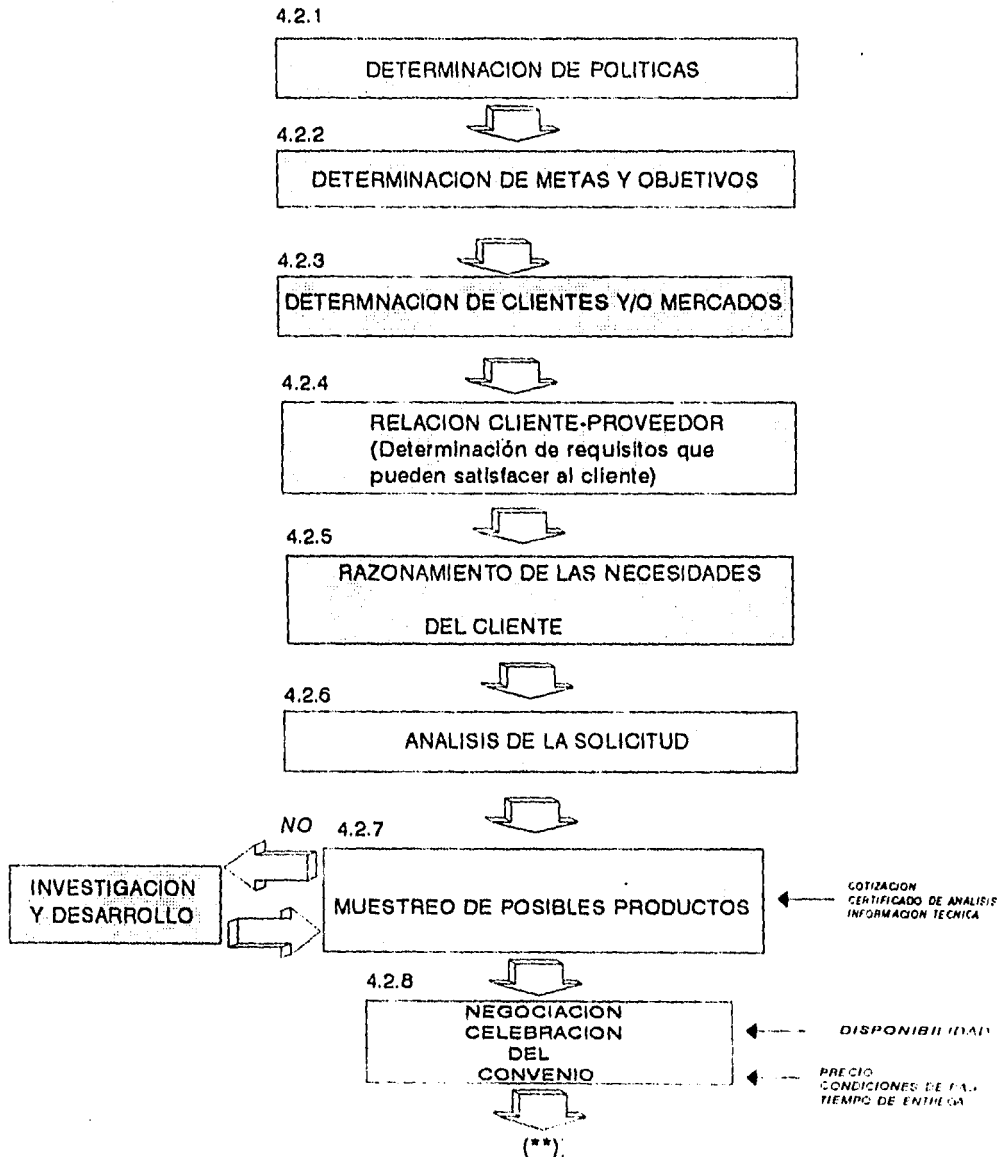 4.2.1
DETERMINACION DE POLITICAS
4.2.2
DETERMINACION DE METAS Y OBJETIVOS
4.2.3
DETERMNACION DE CLIENTES Y/O MERCADOS
4.2.4
RELACION CLIENTE-PROVEEDOR
(Determinación de requisitos que
pueden satisfacer al cliente)
4.2.5
RAZONAMIENTO DE LAS NECESIDADES
DEL CLIENTE
4.2.6
ANALISIS DE LA SOLICITUD
NO 4.2.7
INVESTIGACION
Y DESARROLLO
MUESTREO DE POSIBLES PRODUCTOS
COTIZACION
CERTIFICADO DE ANALISIS
INFORMACION TECNICA
4.2.8
NEGOCIACION
CELEBRACION
DEL
CONVENIO
DISPONIBILIDAD
PRECIO
CONDICIONES DE
TIEMPO DE ENTREGA
(**).